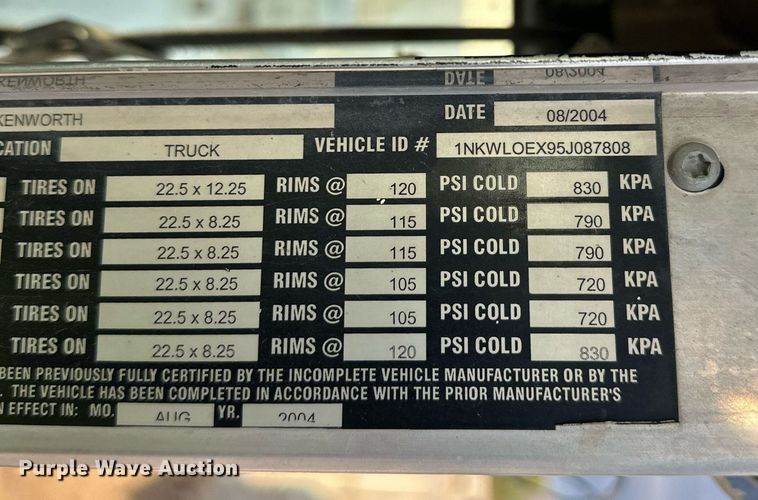 KENWORTH DATE 08/2004
CATION TRUCK VEHICLE ID # 1NKWLOEX95J087808
TIRES ON 22.5 x 12.25 RIMS @ 120 PSI COLD 830 KPA
TIRES ON 22.5 x 8.25 RIMS @ 115 PSI COLD 790 KPA
TIRES ON 22.5 x 8.25 RIMS @ 115 PSI COLD 790 KPA
TIRES ON 22.5 x 8.25 RIMS @ 105 PSI COLD 720 KPA
TIRES ON 22.5 x 8.25 RIMS @ 105 PSI COLD 720 KPA
TIRES ON 22.5 x 8.25 RIMS @ 120 PSI COLD 830 KPA
BEEN PREVIOUSLY FULLY CERTIFIED BY THE INCOMPLETE VEHICLE MANUFACTURER OR BY THE
. THE VEHICLE HAS BEEN COMPLETED IN ACCORDANCE WITH THE PRIOR MANUFACTURER'S
N EFFECT IN: MO. AUG YR. 2004
Purple Wave Auction